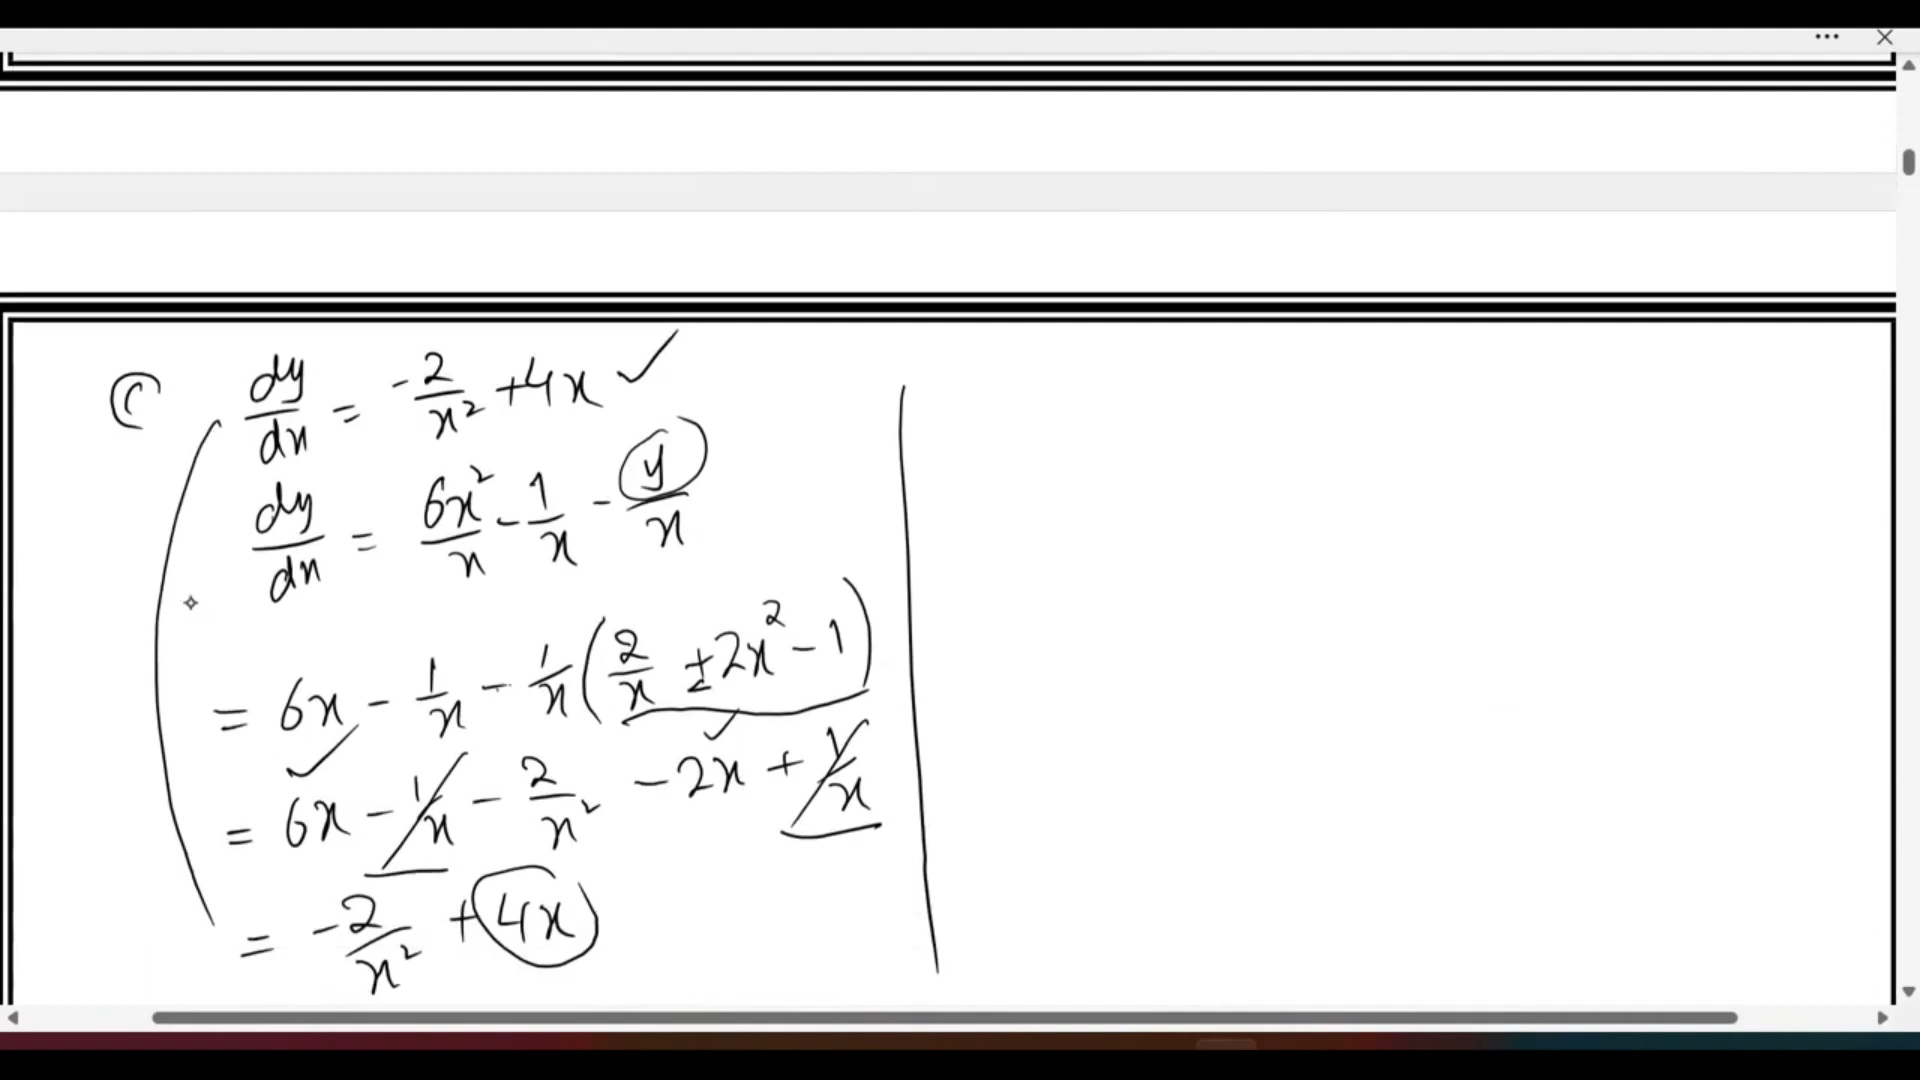 (C) dy/dx = -2/x² + 4x ✓
dy/dx = 6x²/x - 1/x - y/x
= 6x - 1/x - 1/x (2/x + 2x² - 1)
= 6x - 1/x - 2/x² - 2x + 1/x
= -2/x² + 4x